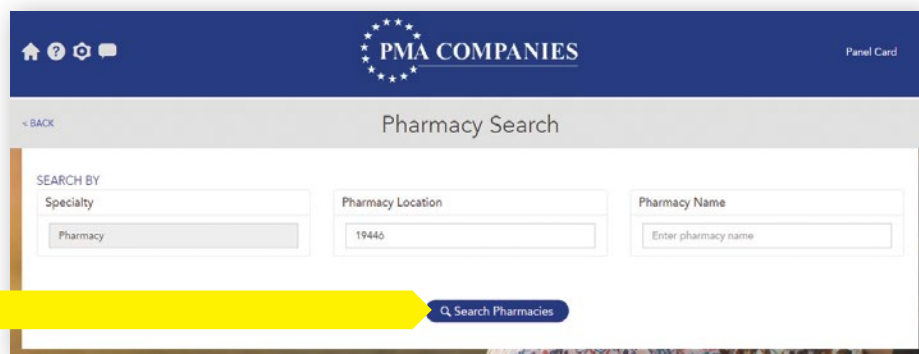 PMA COMPANIES
Panel Card
< BACK
Pharmacy Search
SEARCH BY
Specialty
Pharmacy Location
Pharmacy Name
Pharmacy
19446
Enter pharmacy name
Search Pharmacies